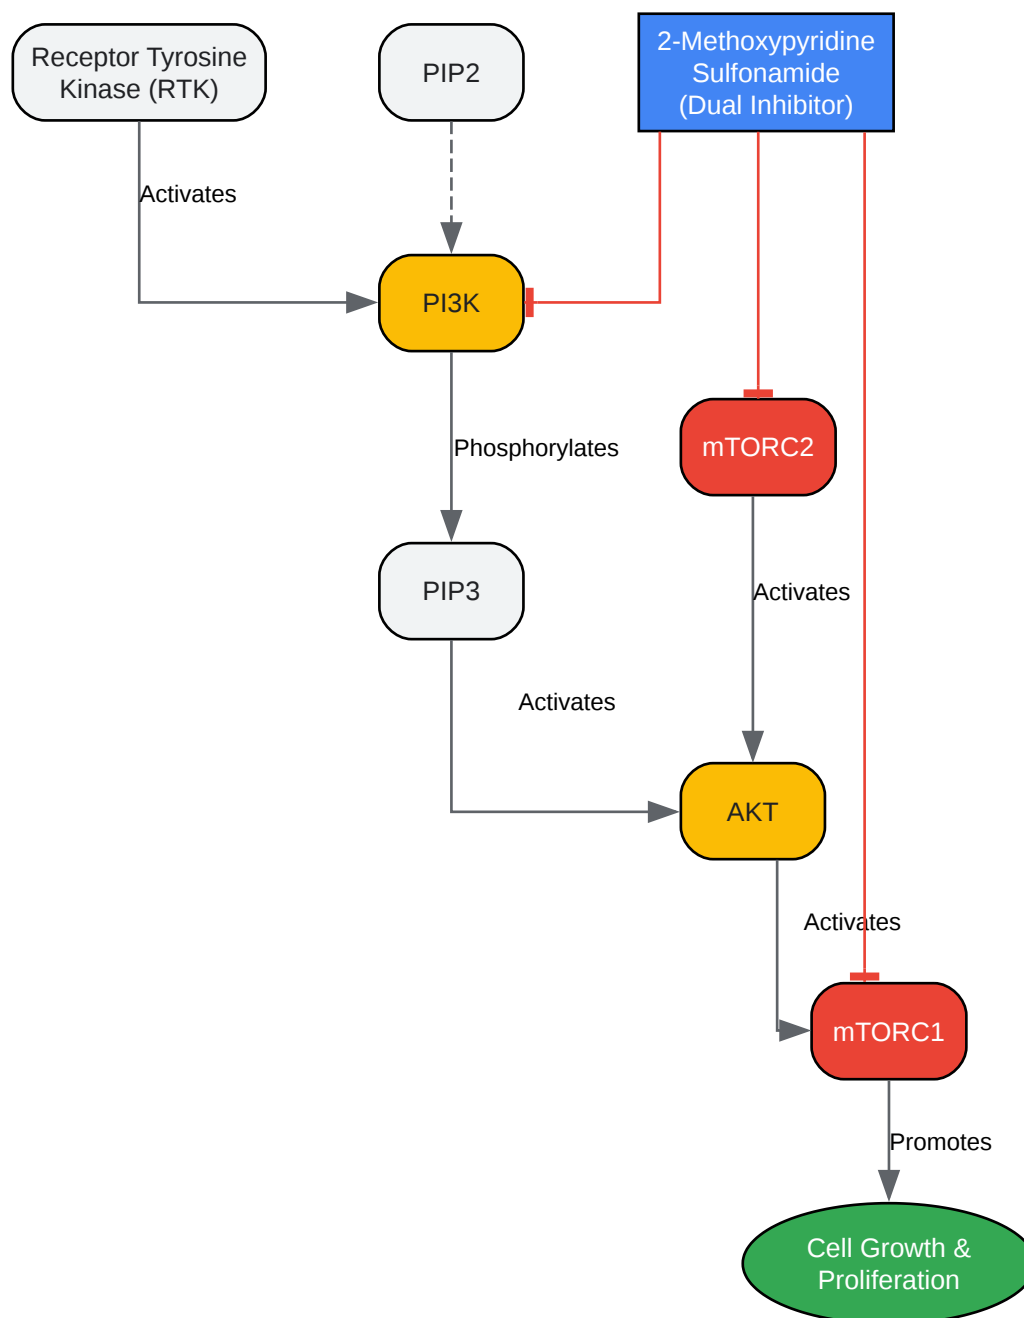 Receptor Tyrosine
Kinase (RTK)
PIP2
2-Methoxypyridine
Sulfonamide
(Dual Inhibitor)
Activates
PI3K
Phosphorylates
mTORC2
PIP3
Activates
Activates
AKT
Activates
mTORC1
Promotes
Cell Growth &
Proliferation